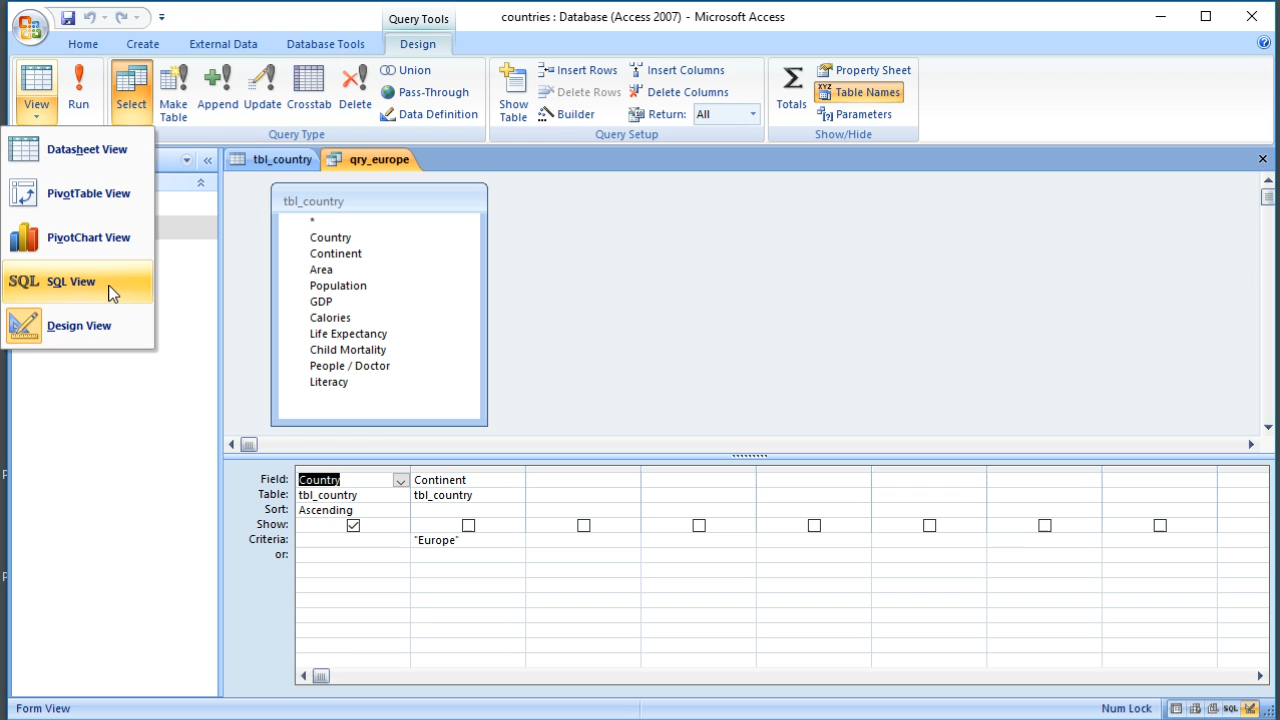 countries : Database (Access 2007) - Microsoft Access
Query Tools
Home Create External Data Database Tools Design
View Run Select Make Table Append Update Crosstab Delete
Union
Pass-Through
Data Definition
Query Type
Show Table
Insert Rows
Delete Rows
Builder
Insert Columns
Delete Columns
Return: All
Query Setup
Totals
Property Sheet
XYZ Table Names
Parameters
Show/Hide
Datasheet View
PivotTable View
PivotChart View
SQL SQL View
Design View
tbl_country qry_europe
tbl_country
*
Country
Continent
Area
Population
GDP
Calories
Life Expectancy
Child Mortality
People / Doctor
Literacy
Field: Country Continent
Table: tbl_country tbl_country
Sort: Ascending
Show:
Criteria: "Europe"
or:
Form View Num Lock SQL